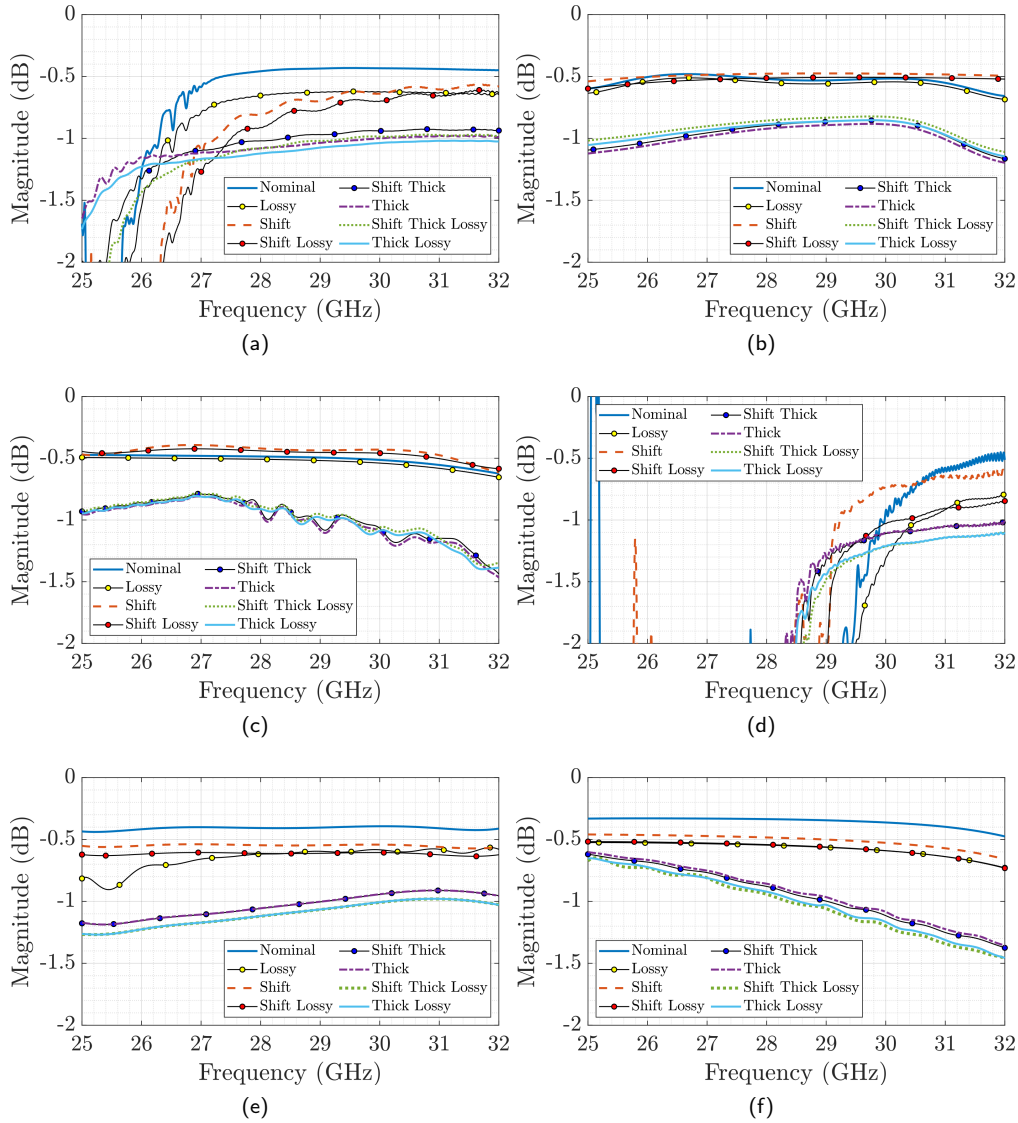 0
-0.5
-1
-1.5
-2
Magnitude (dB)
25 26 27 28 29 30 31 32
Frequency (GHz)
Nominal
Lossy
Shift
Shift Lossy
Shift Thick
Thick
Shift Thick Lossy
Thick Lossy
(a)
0
-0.5
-1
-1.5
-2
Magnitude (dB)
25 26 27 28 29 30 31 32
Frequency (GHz)
Nominal
Lossy
Shift
Shift Lossy
Shift Thick
Thick
Shift Thick Lossy
Thick Lossy
(b)
0
-0.5
-1
-1.5
-2
Magnitude (dB)
25 26 27 28 29 30 31 32
Frequency (GHz)
Nominal
Lossy
Shift
Shift Lossy
Shift Thick
Thick
Shift Thick Lossy
Thick Lossy
(c)
0
-0.5
-1
-1.5
-2
Magnitude (dB)
25 26 27 28 29 30 31 32
Frequency (GHz)
Nominal
Lossy
Shift
Shift Lossy
Shift Thick
Thick
Shift Thick Lossy
Thick Lossy
(d)
0
-0.5
-1
-1.5
-2
Magnitude (dB)
25 26 27 28 29 30 31 32
Frequency (GHz)
Nominal
Lossy
Shift
Shift Lossy
Shift Thick
Thick
Shift Thick Lossy
Thick Lossy
(e)
0
-0.5
-1
-1.5
-2
Magnitude (dB)
25 26 27 28 29 30 31 32
Frequency (GHz)
Nominal
Lossy
Shift
Shift Lossy
Shift Thick
Thick
Shift Thick Lossy
Thick Lossy
(f)